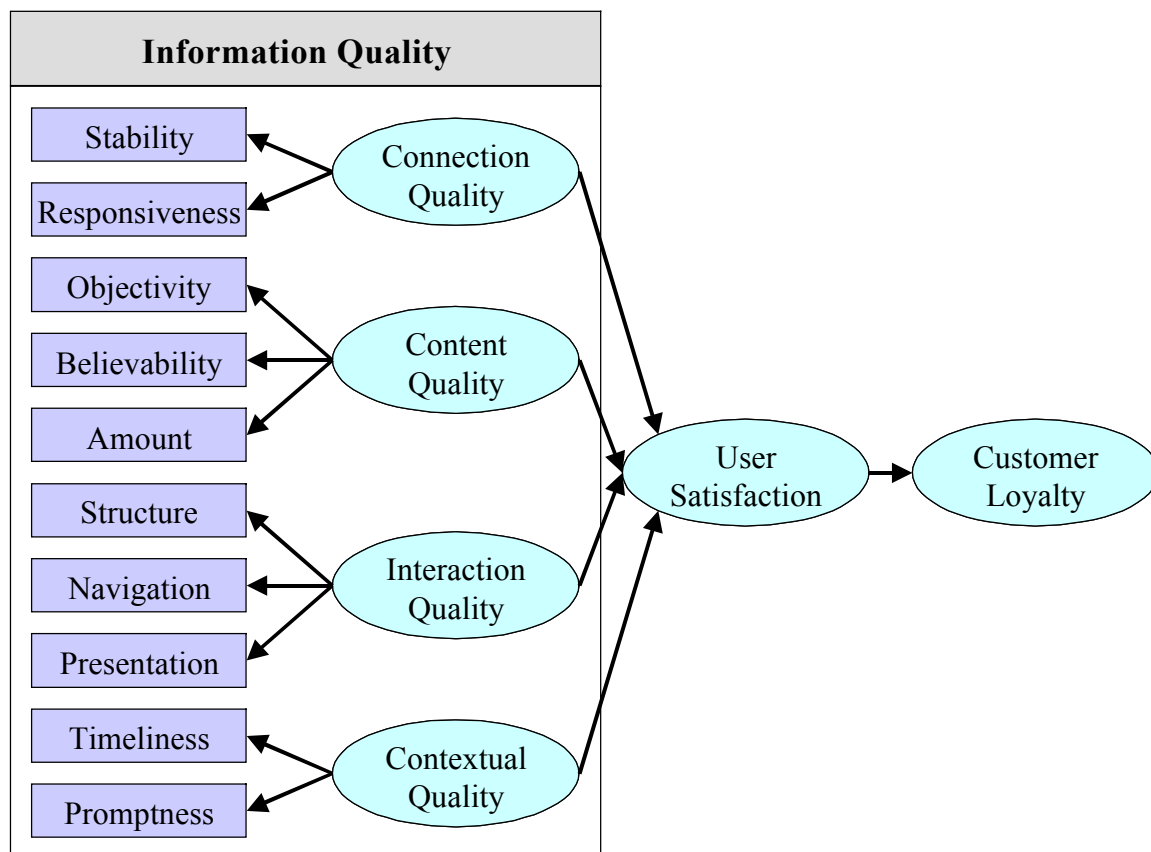 Information Quality
Stability
Responsiveness
Objectivity
Believability
Amount
Structure
Navigation
Presentation
Timeliness
Promptness
Connection
Quality
Content
Quality
Interaction
Quality
Contextual
Quality
User
Satisfaction
Customer
Loyalty